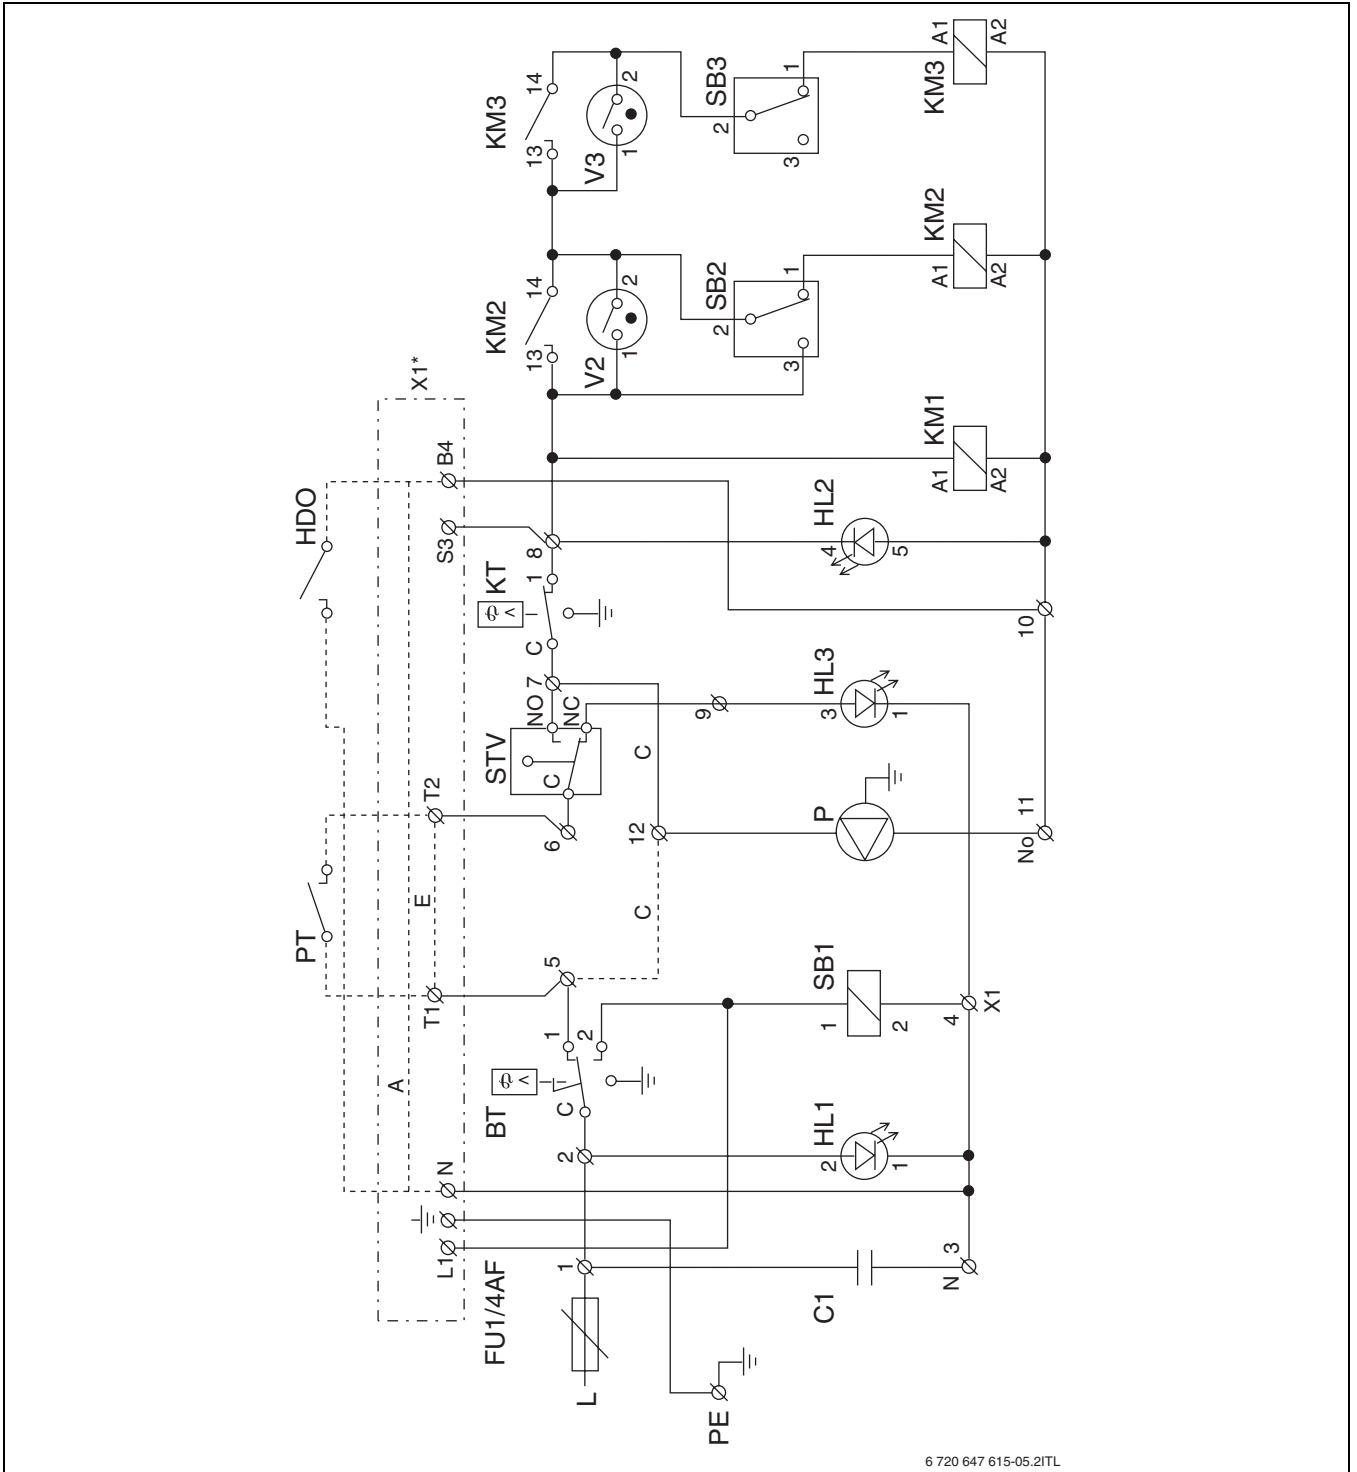 KM3
14
13
2
1
V3
SB3
2
1
3
A1
KM3
A2
KM2
14
13
2
1
V2
SB2
2
1
3
KM2
A1
A2
KM1
A1
A2
X1*
HDO
B4
S3
8
KT
1
C
ϑ
<
HL2
4
5
10
NO
7
NC
STV
C
C
9
HL3
3
1
PT
T2
T1
E
6
12
P
No
11
C
5
A
BT
1
2
C
ϑ
<
SB1
1
2
4
X1
2
HL1
2
1
N
L1
FU1/4AF
1
C1
N
3
L
PE
6 720 647 615-05.2ITL